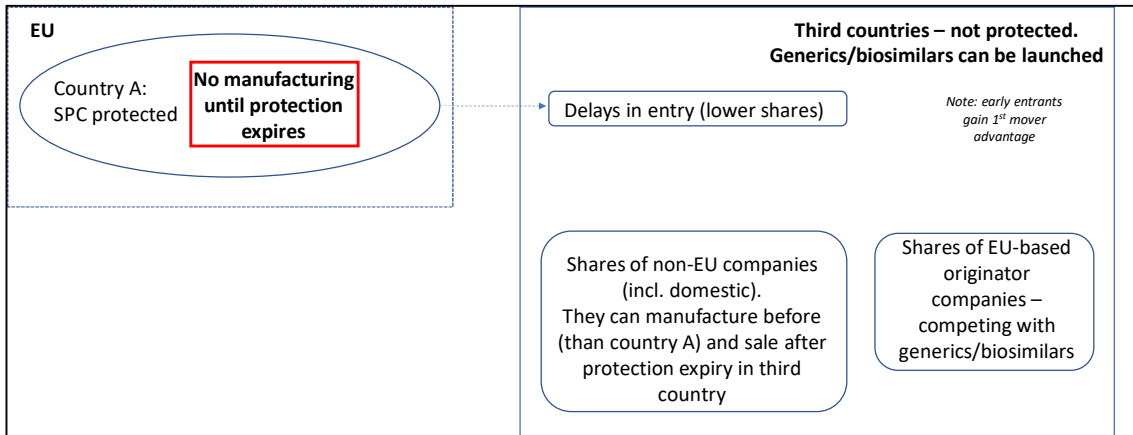 EU
Country A:
SPC protected
No manufacturing
until protection
expires
Third countries – not protected.
Generics/biosimilars can be launched
Delays in entry (lower shares)
Note: early entrants
gain 1st mover
advantage
Shares of non-EU companies
(incl. domestic).
They can manufacture before
(than country A) and sale after
protection expiry in third
country
Shares of EU-based
originator
companies –
competing with
generics/biosimilars